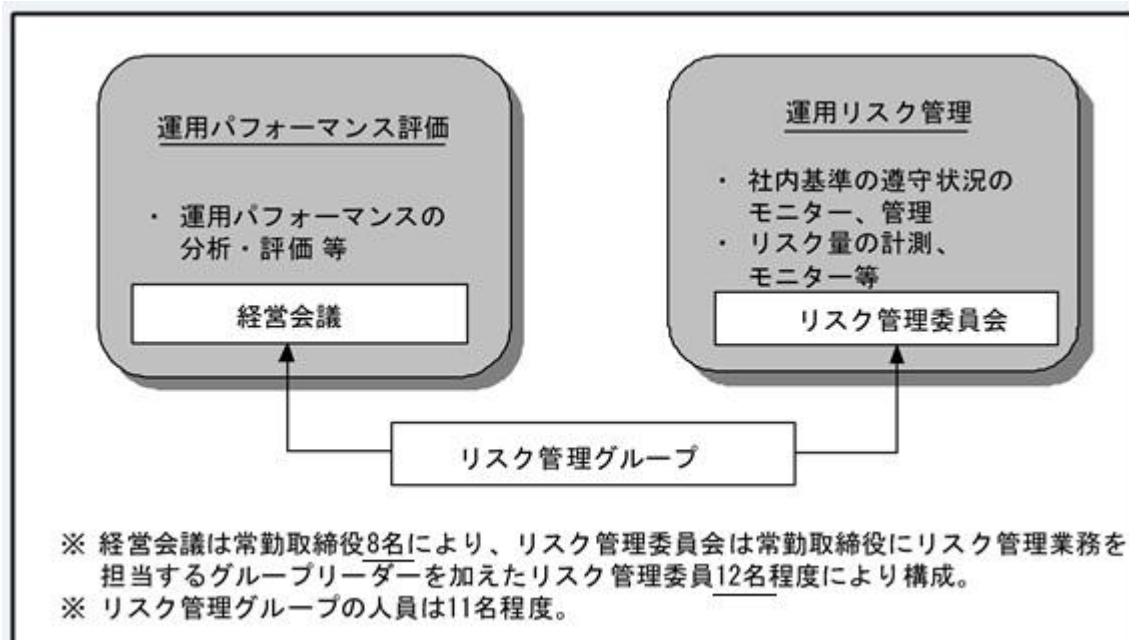 運用パフォーマンス評価
・ 運用パフォーマンスの
分析・評価 等
経営会議
運用リスク管理
・ 社内基準の遵守状況の
モニター、管理
・ リスク量の計測、
モニター等
リスク管理委員会
リスク管理グループ
※ 経営会議は常勤取締役8名により、リスク管理委員会は常勤取締役にリスク管理業務を
担当するグループリーダーを加えたリスク管理委員12名程度により構成。
※ リスク管理グループの人員は11名程度。